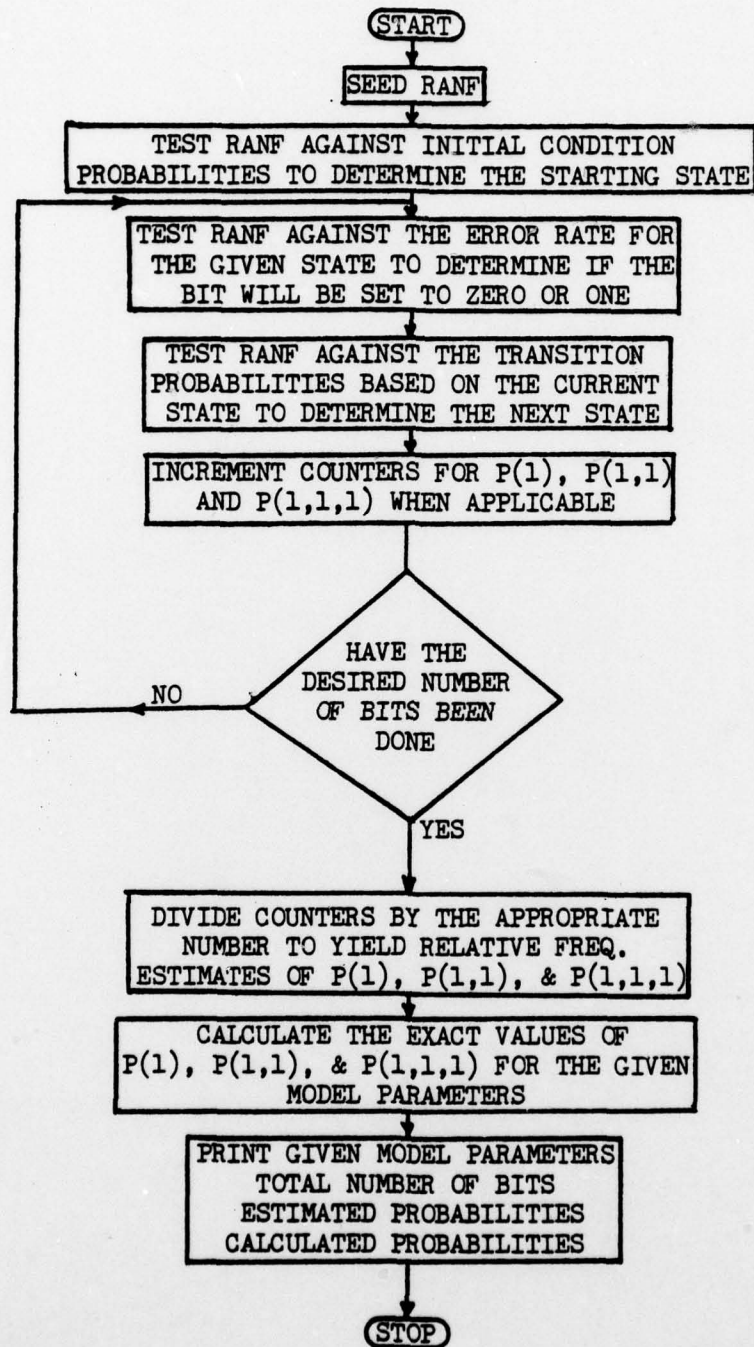 START
SEED RANF
TEST RANF AGAINST INITIAL CONDITION
PROBABILITIES TO DETERMINE THE STARTING STATE
TEST RANF AGAINST THE ERROR RATE FOR
THE GIVEN STATE TO DETERMINE IF THE
BIT WILL BE SET TO ZERO OR ONE
TEST RANF AGAINST THE TRANSITION
PROBABILITIES BASED ON THE CURRENT
STATE TO DETERMINE THE NEXT STATE
INCREMENT COUNTERS FOR P(1), P(1,1)
AND P(1,1,1) WHEN APPLICABLE
HAVE THE
DESIRED NUMBER
OF BITS BEEN
DONE
NO
YES
DIVIDE COUNTERS BY THE APPROPRIATE
NUMBER TO YIELD RELATIVE FREQ.
ESTIMATES OF P(1), P(1,1), & P(1,1,1)
CALCULATE THE EXACT VALUES OF
P(1), P(1,1), & P(1,1,1) FOR THE GIVEN
MODEL PARAMETERS
PRINT GIVEN MODEL PARAMETERS
TOTAL NUMBER OF BITS
ESTIMATED PROBABILITIES
CALCULATED PROBABILITIES
STOP